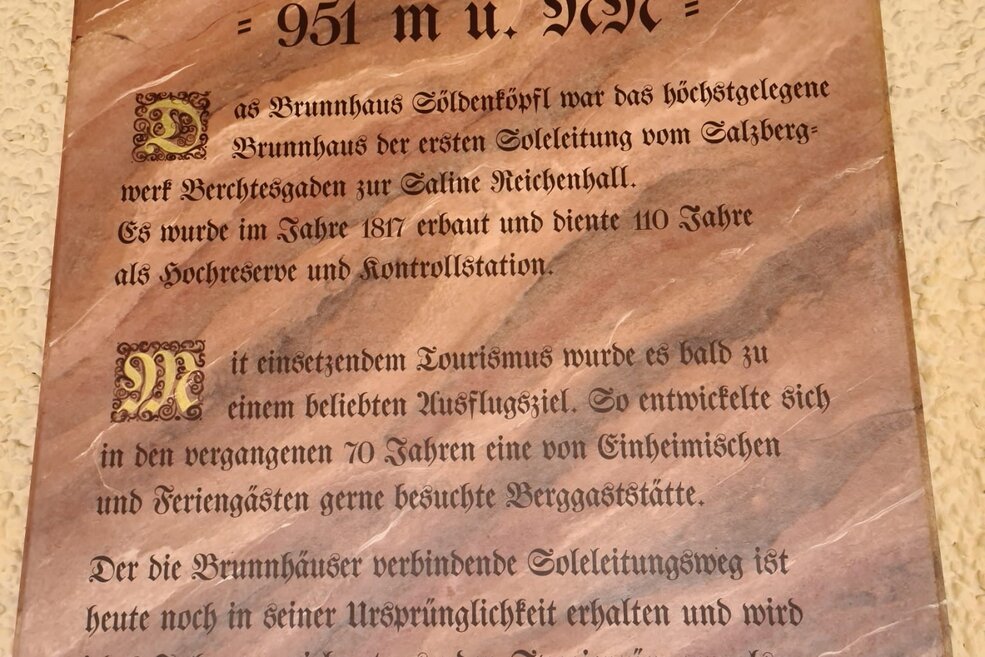 = 951 m ü. NN =
Das Brunnhaus Söldenköpfl war das höchstgelegene
Brunnhaus der ersten Soleleitung vom Salzberg=
werk Berchtesgaden zur Saline Reichenhall.
Es wurde im Jahre 1817 erbaut und diente 110 Jahre
als Hochreserve und Kontrollstation.
Mit einsetzendem Tourismus wurde es bald zu
einem beliebten Ausflugsziel. So entwickelte sich
in den vergangenen 70 Jahren eine von Einheimischen
und Feriengästen gerne besuchte Berggaststätte.
Der die Brunnhäuser verbindende Soleleitungsweg ist
heute noch in seiner Ursprünglichkeit erhalten und wird